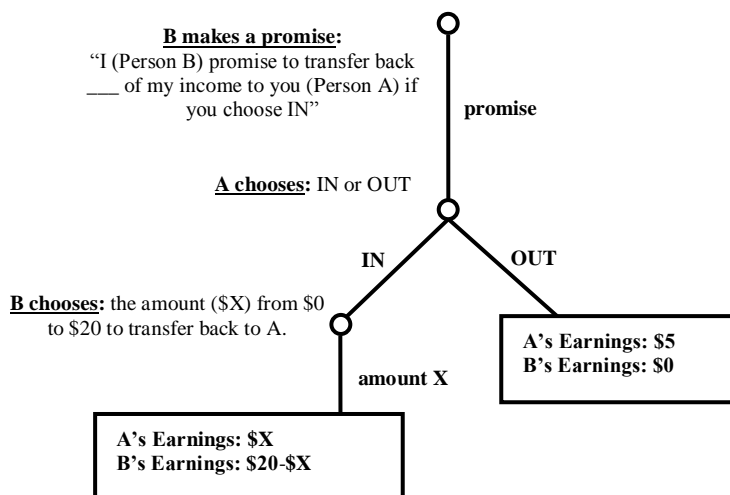 B makes a promise:
“I (Person B) promise to transfer back
___ of my income to you (Person A) if
you choose IN”
promise
A chooses: IN or OUT
IN
OUT
B chooses: the amount ($X) from $0
to $20 to transfer back to A.
A’s Earnings: $5
B’s Earnings: $0
amount X
A’s Earnings: $X
B’s Earnings: $20-$X